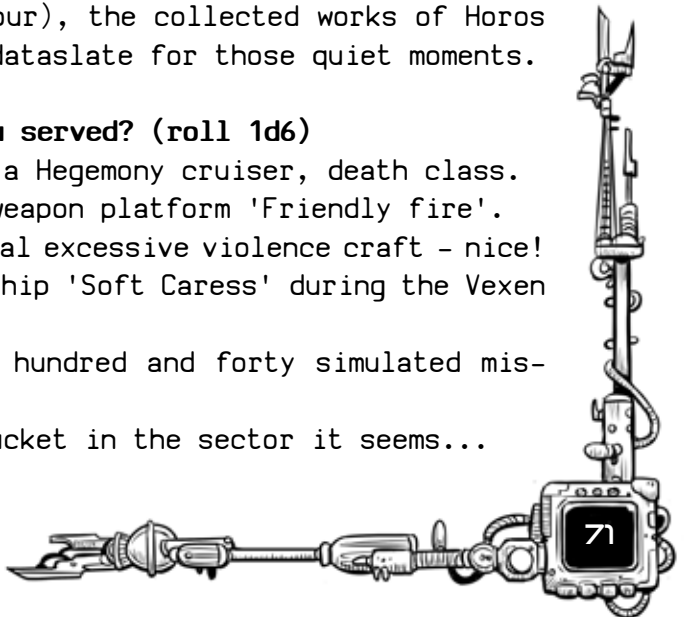 our), the collected works of Horos
dataslate for those quiet moments.
served? (roll 1d6)
a Hegemony cruiser, death class.
weapon platform 'Friendly fire'.
al excessive violence craft – nice!
hip 'Soft Caress' during the Vexen
hundred and forty simulated mis-
ucket in the sector it seems...
71